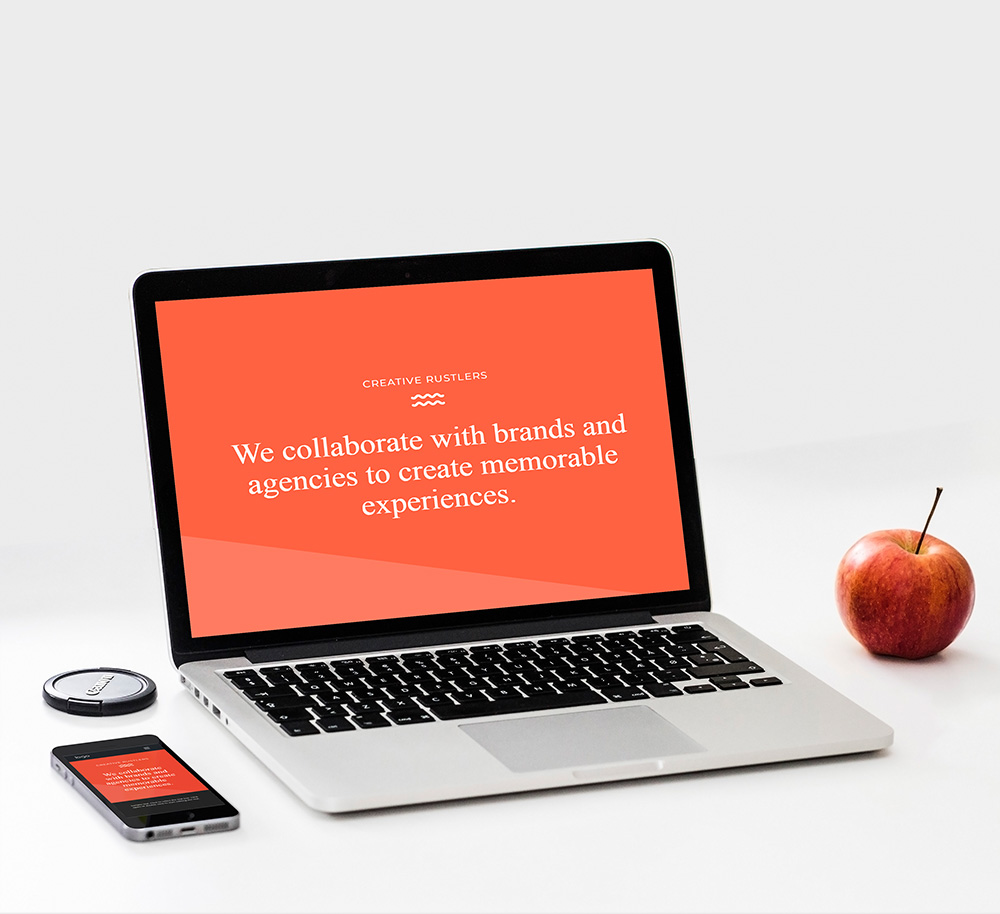 CREATIVE RUSTLERS
We collaborate with brands and
agencies to create memorable
experiences.
logo
CREATIVE RUSTLERS
We collaborate
with brands and
agencies to create
memorable
experiences.